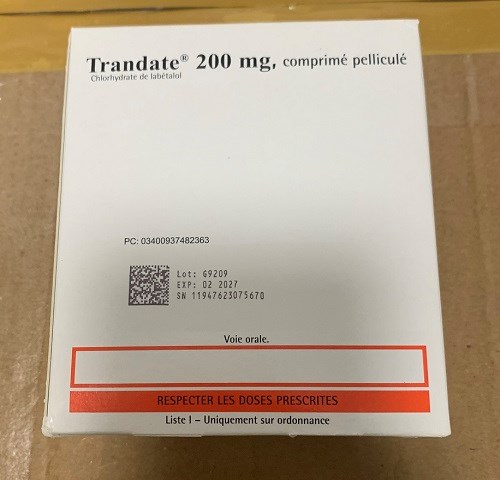 Trandate® 200 mg, comprimé pelliculé
Chlorhydrate de labétalol
PC: 03400937482363
Lot: G9209
EXP: 02 2027
SN 11947623075670
Voie orale.
RESPECTER LES DOSES PRESCRITES
Liste I – Uniquement sur ordonnance